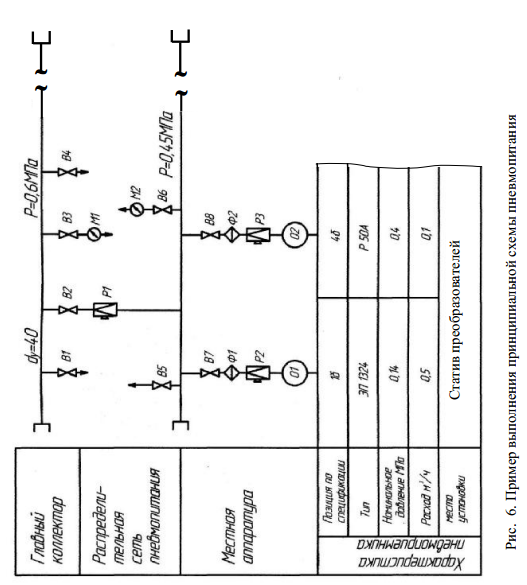 Главный
коллектор
dy=40
P=0,6МПа
В1
В2
В3
В4
М1
Р1
Распредели-
тельная
сеть
пневмопитания
P=0,45МПа
В5
В6
М2
Местная
аппаратура
В7
Ф1
Р2
01
В8
Ф2
Р3
02
Характеристика
пневмоприемника
Позиция по
спецификации
1б
4б
Тип
ЭП 1324
Р 50А
Номинальное
давление МПа
0,14
0,4
Расход м³/ч
0,5
0,1
место
установки
Статив преобразователей
Рис. 6. Пример выполнения принципиальной схемы пневмопитания